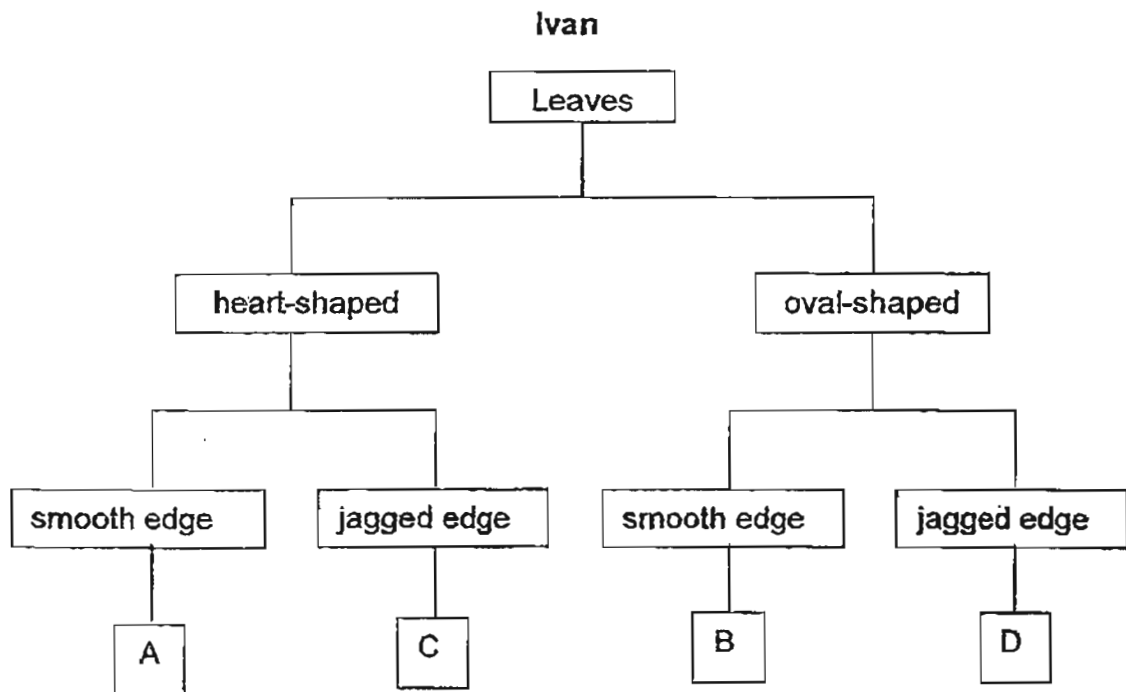 Ivan
Leaves
heart-shaped oval-shaped
smooth edge jagged edge smooth edge jagged edge
A C B D